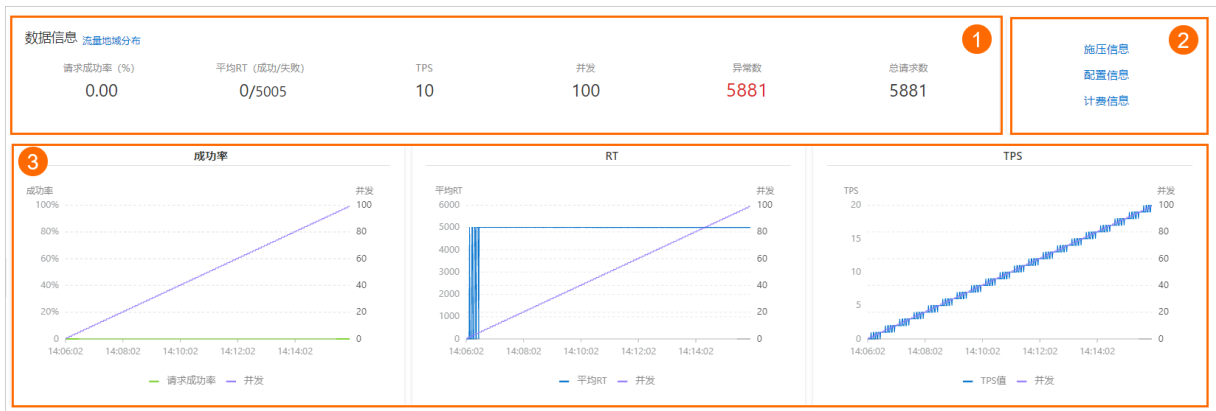 数据信息 流量地域分布
1
请求成功率（%） 平均RT（成功/失败） TPS 并发 异常数 总请求数
0.00 0/5005 10 100 5881 5881
2
施压信息
配置信息
计费信息
3
成功率
成功率 并发
100% 100
80% 80
60% 60
40% 40
20% 20
0 0
14:06:02 14:08:02 14:10:02 14:12:02 14:14:02
请求成功率 并发
RT
平均RT 并发
6000 100
5000
80
4000
60
3000
40
2000
20
1000
0 0
14:06:02 14:08:02 14:10:02 14:12:02 14:14:02
平均RT 并发
TPS
TPS 并发
20 100
80
15
60
10
40
5
20
0 0
14:06:02 14:08:02 14:10:02 14:12:02 14:14:02
TPS值 并发